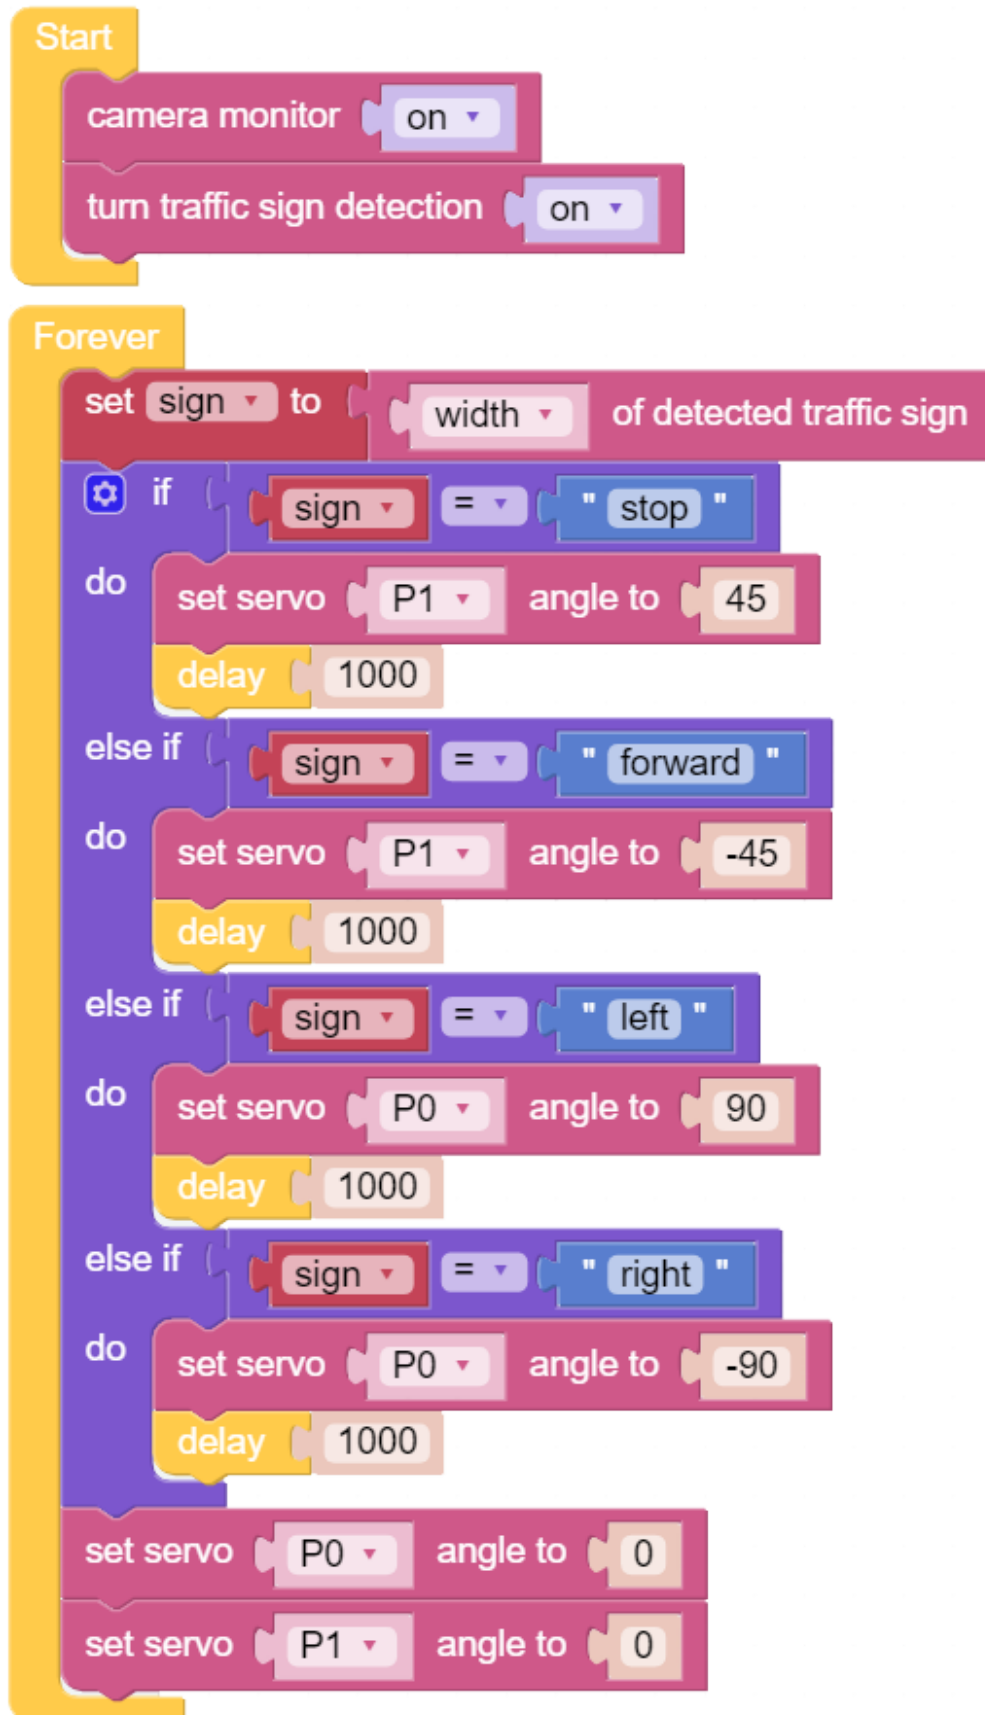 Start
camera monitor on
turn traffic sign detection on
Forever
set sign to width of detected traffic sign
if sign = " stop "
do set servo P1 angle to 45
delay 1000
else if sign = " forward "
do set servo P1 angle to -45
delay 1000
else if sign = " left "
do set servo P0 angle to 90
delay 1000
else if sign = " right "
do set servo P0 angle to -90
delay 1000
set servo P0 angle to 0
set servo P1 angle to 0